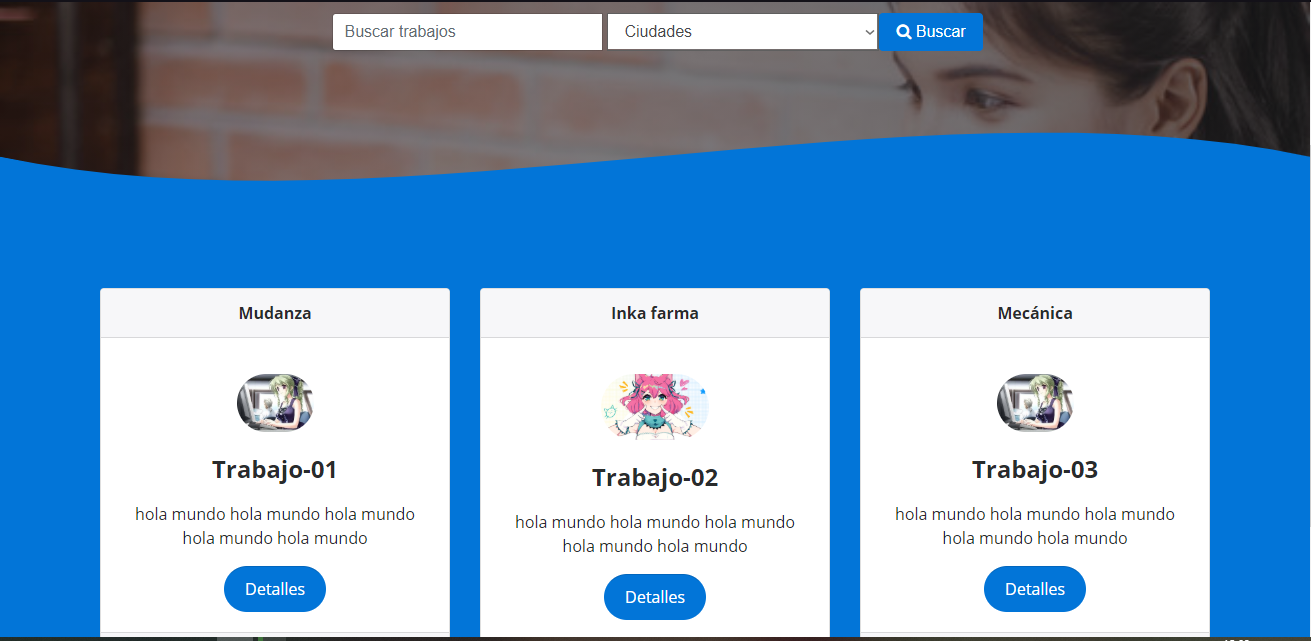 Buscar trabajos
Ciudades
Buscar
Mudanza
Inka farma
Mecánica
Trabajo-01
Trabajo-02
Trabajo-03
hola mundo hola mundo hola mundo
hola mundo hola mundo
hola mundo hola mundo hola mundo
hola mundo hola mundo
hola mundo hola mundo hola mundo
hola mundo hola mundo
Detalles
Detalles
Detalles